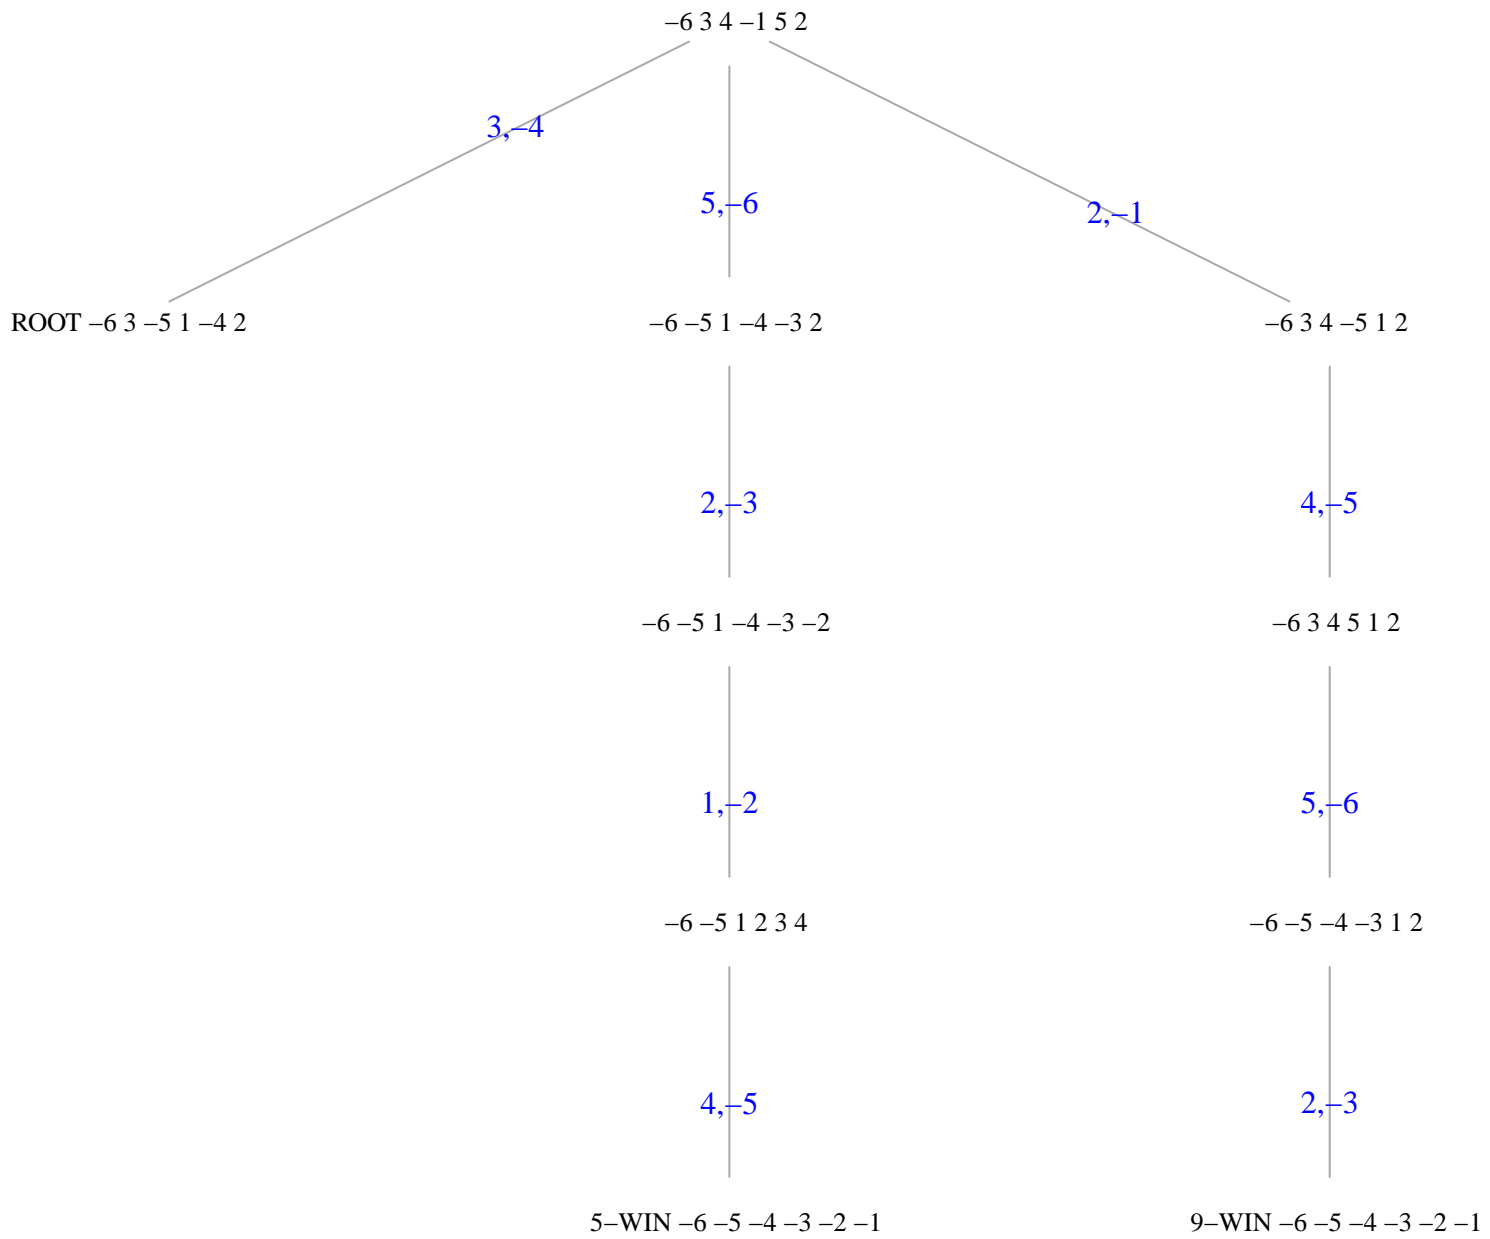 –6 3 4 –1 5 2
3,–4
5,–6
2,–1
ROOT –6 3 –5 1 –4 2
–6 –5 1 –4 –3 2
–6 3 4 –5 1 2
2,–3
4,–5
–6 –5 1 –4 –3 –2
–6 3 4 5 1 2
1,–2
5,–6
–6 –5 1 2 3 4
–6 –5 –4 –3 1 2
4,–5
2,–3
5–WIN –6 –5 –4 –3 –2 –1
9–WIN –6 –5 –4 –3 –2 –1